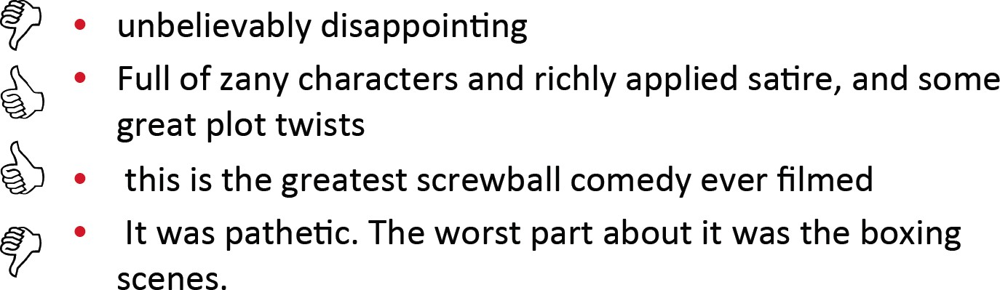 • unbelievably disappointing
• Full of zany characters and richly applied satire, and some
great plot twists
• this is the greatest screwball comedy ever filmed
• It was pathetic. The worst part about it was the boxing
scenes.